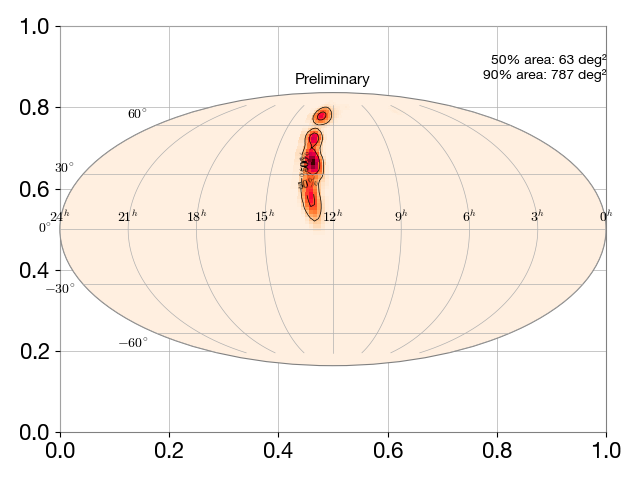 1.0
50% area: 63 deg²
90% area: 787 deg²
Preliminary
0.8
60°
30°
0.6
24ʰ 21ʰ 18ʰ 15ʰ 12ʰ 9ʰ 6ʰ 3ʰ 0ʰ
0°
0.4
−30°
−60°
0.2
0.0
0.0 0.2 0.4 0.6 0.8 1.0